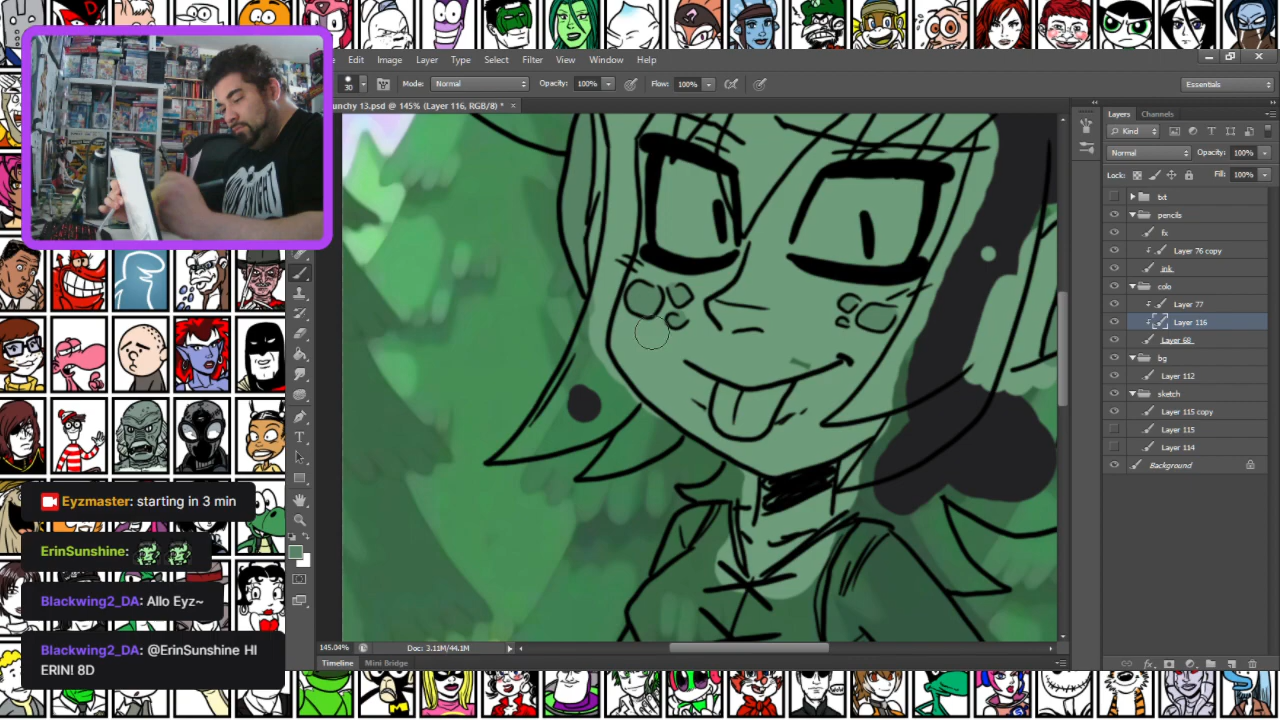 Edit Image Layer Type Select Filter View Window Help
30 Mode: Normal Opacity: 100% Flow: 100% Essentials
unchy 13.psd @ 145% (Layer 116, RGB/8) * ×
Layers Channels
Kind
Normal Opacity: 100%
Lock: Fill: 100%
txt
pencils
fx
Layer 76 copy
ink
colo
Layer 77
Layer 116
Layer 68
bg
Layer 112
sketch
Layer 115 copy
Layer 115
Layer 114
Background
Eyzmaster: starting in 3 min
ErinSunshine:
Blackwing2_DA: Allo Eyz~
Blackwing2_DA: @ErinSunshine HI
ERIN! 8D
145.04% Doc: 3.11M/44.1M
Timeline Mini Bridge